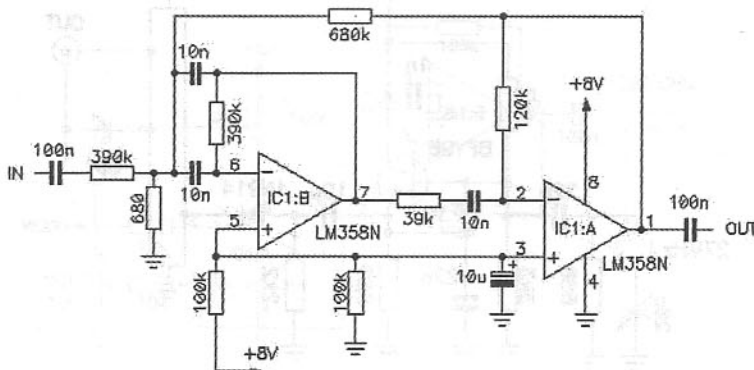 680k
10n
390k
120k
+8V
IN
100n
390k
680
10n
6
5
IC1:B
7
LM358N
39k
10n
2
3
8
IC1:A
1
4
LM358N
100n
OUT
100k
100k
10u
+
+8V